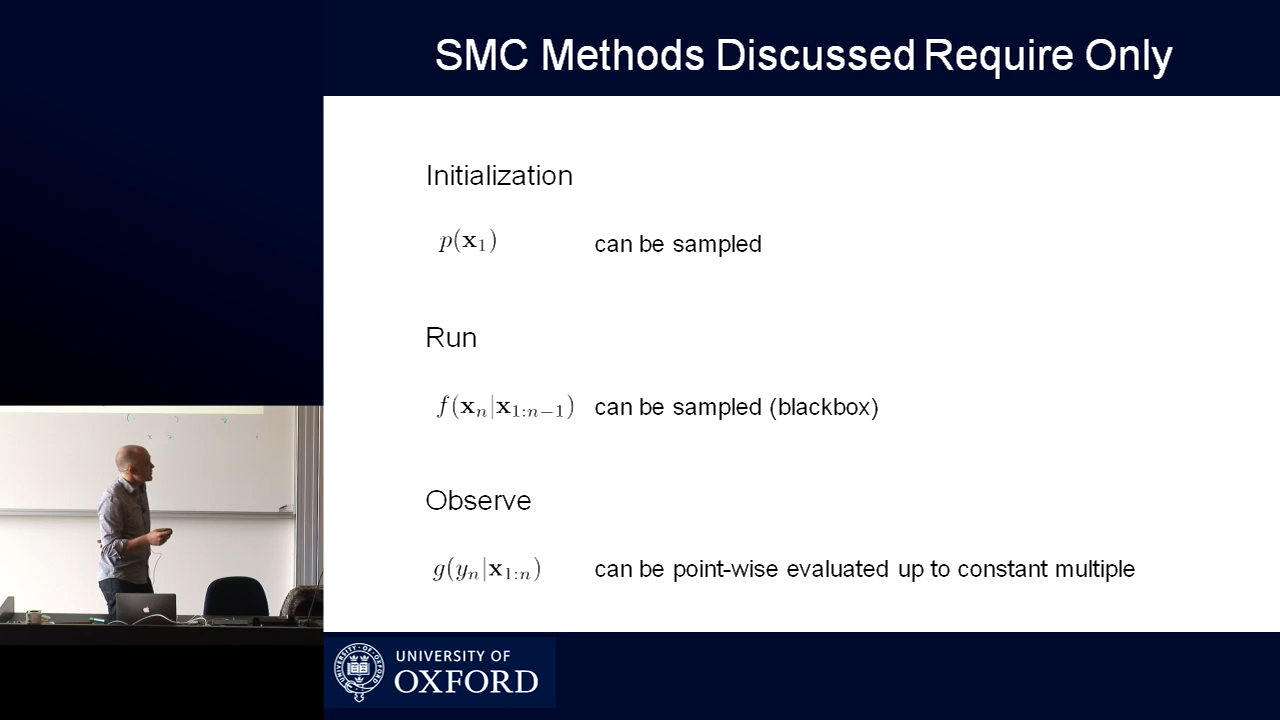 SMC Methods Discussed Require Only
Initialization
p(x₁) can be sampled
Run
f(xₙ|x₁:ₙ₋₁) can be sampled (blackbox)
Observe
g(yₙ|x₁:ₙ) can be point-wise evaluated up to constant multiple
UNIVERSITY OF
OXFORD